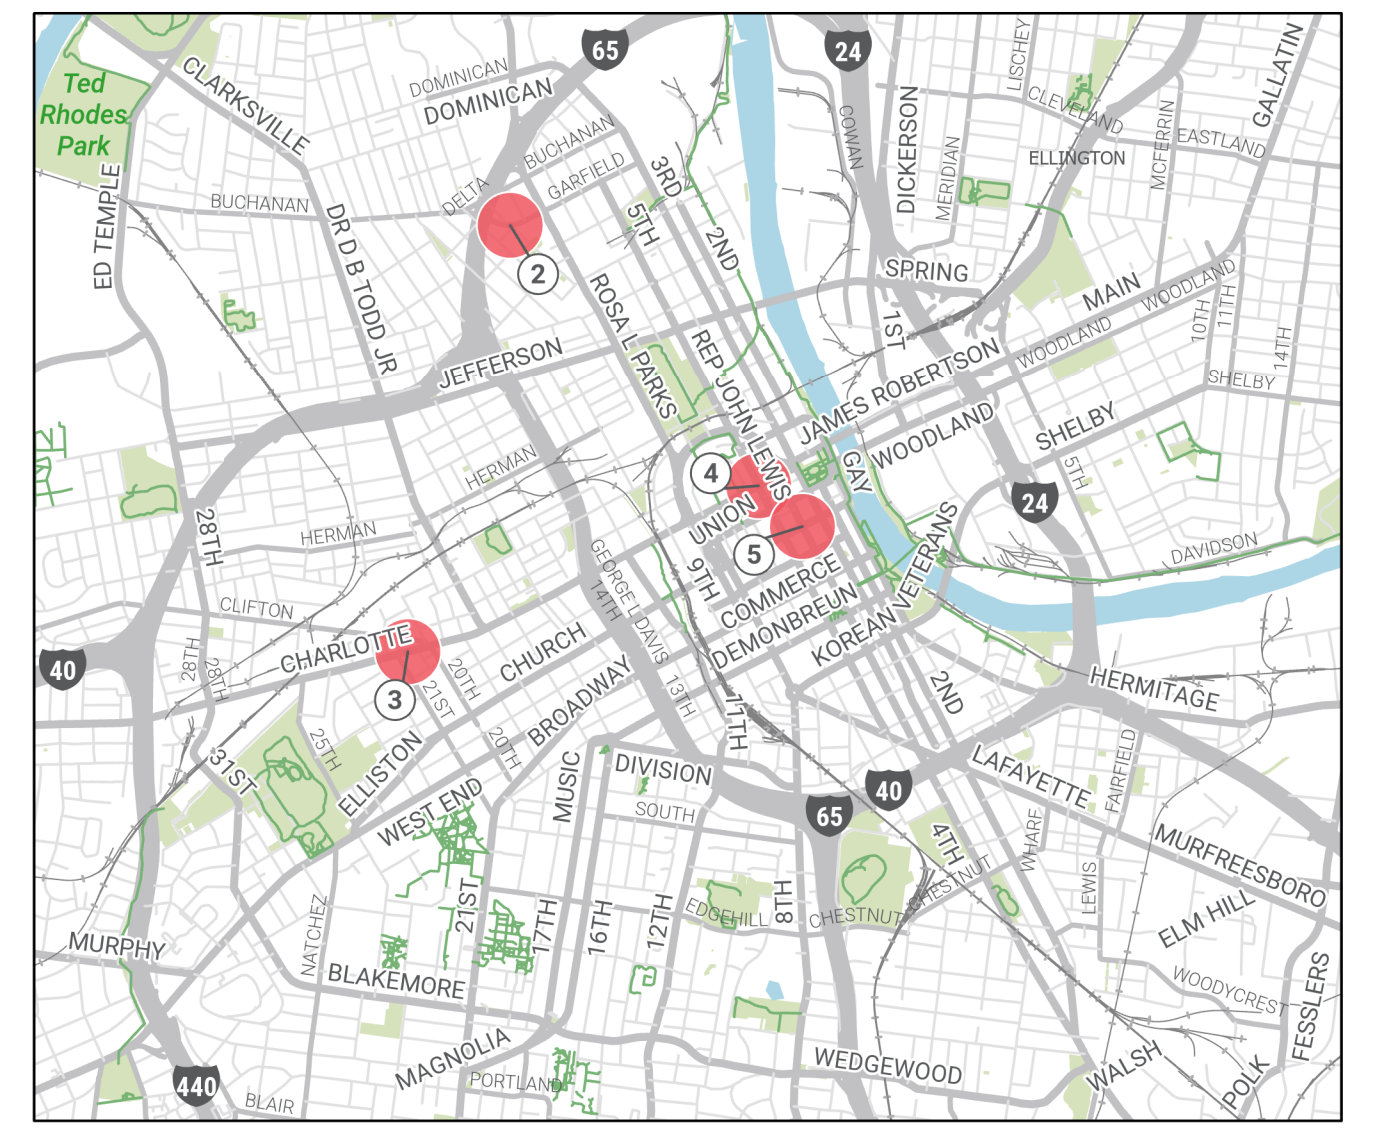 65
24
Ted
Rhodes
Park
CLARKSVILLE
DOMINICAN
DOMINICAN
BUCHANAN
GARFIELD
DELTA
3RD
5TH
2ND
COWAN
DICKERSON
MERIDIAN
LISCHEY
CLEVELAND
ELLINGTON
MCFERRIN
EASTLAND
GALLATIN
ED TEMPLE
BUCHANAN
DR D B TODD JR
2
ROSA L PARKS
REP JOHN LEWIS
SPRING
1ST
MAIN
WOODLAND
WOODLAND
10TH
11TH
14TH
SHELBY
JEFFERSON
JAMES ROBERTSON
WOODLAND
SHELBY
5TH
GAY
24
HERMAN
HERMAN
28TH
4
UNION
5
9TH
COMMERCE
DEMONBREUN
KOREAN VETERANS
DAVIDSON
GEORGE L DAVIS
14TH
13TH
CLIFTON
28TH
28TH
40
CHARLOTTE
3
21ST
20TH
20TH
CHURCH
BROADWAY
11TH
2ND
HERMITAGE
31ST
25TH
ELLISTON
WEST END
MUSIC
DIVISION
SOUTH
65
40
LAFAYETTE
FAIRFIELD
WHARF
LEWIS
4TH
CHESTNUT
CHESTNUT
MURFREESBORO
ELM HILL
WOODYCREST
FESSLERS
MURPHY
NATCHEZ
BLAKEMORE
21ST
17TH
16TH
12TH
EDGEHILL
8TH
440
BLAIR
MAGNOLIA
PORTLAND
WEDGEWOOD
WALSH
POLK